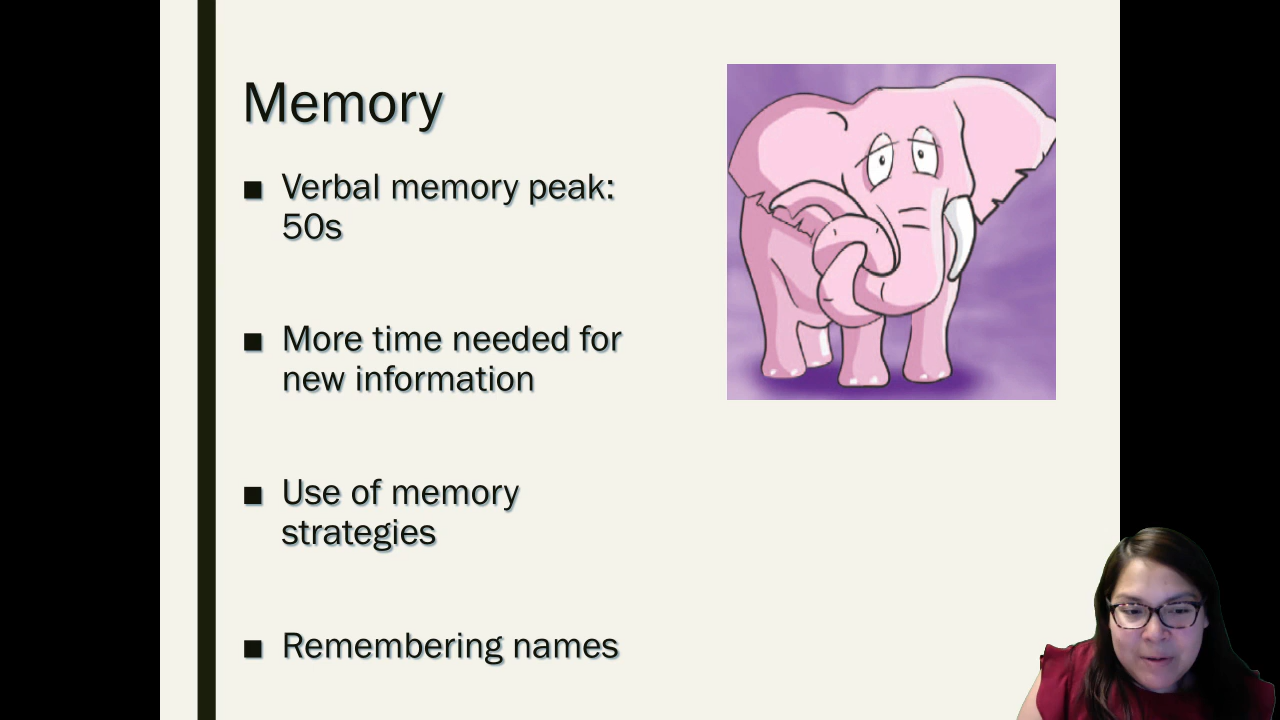 Memory
■ Verbal memory peak:
50s
■ More time needed for
new information
■ Use of memory
strategies
■ Remembering names